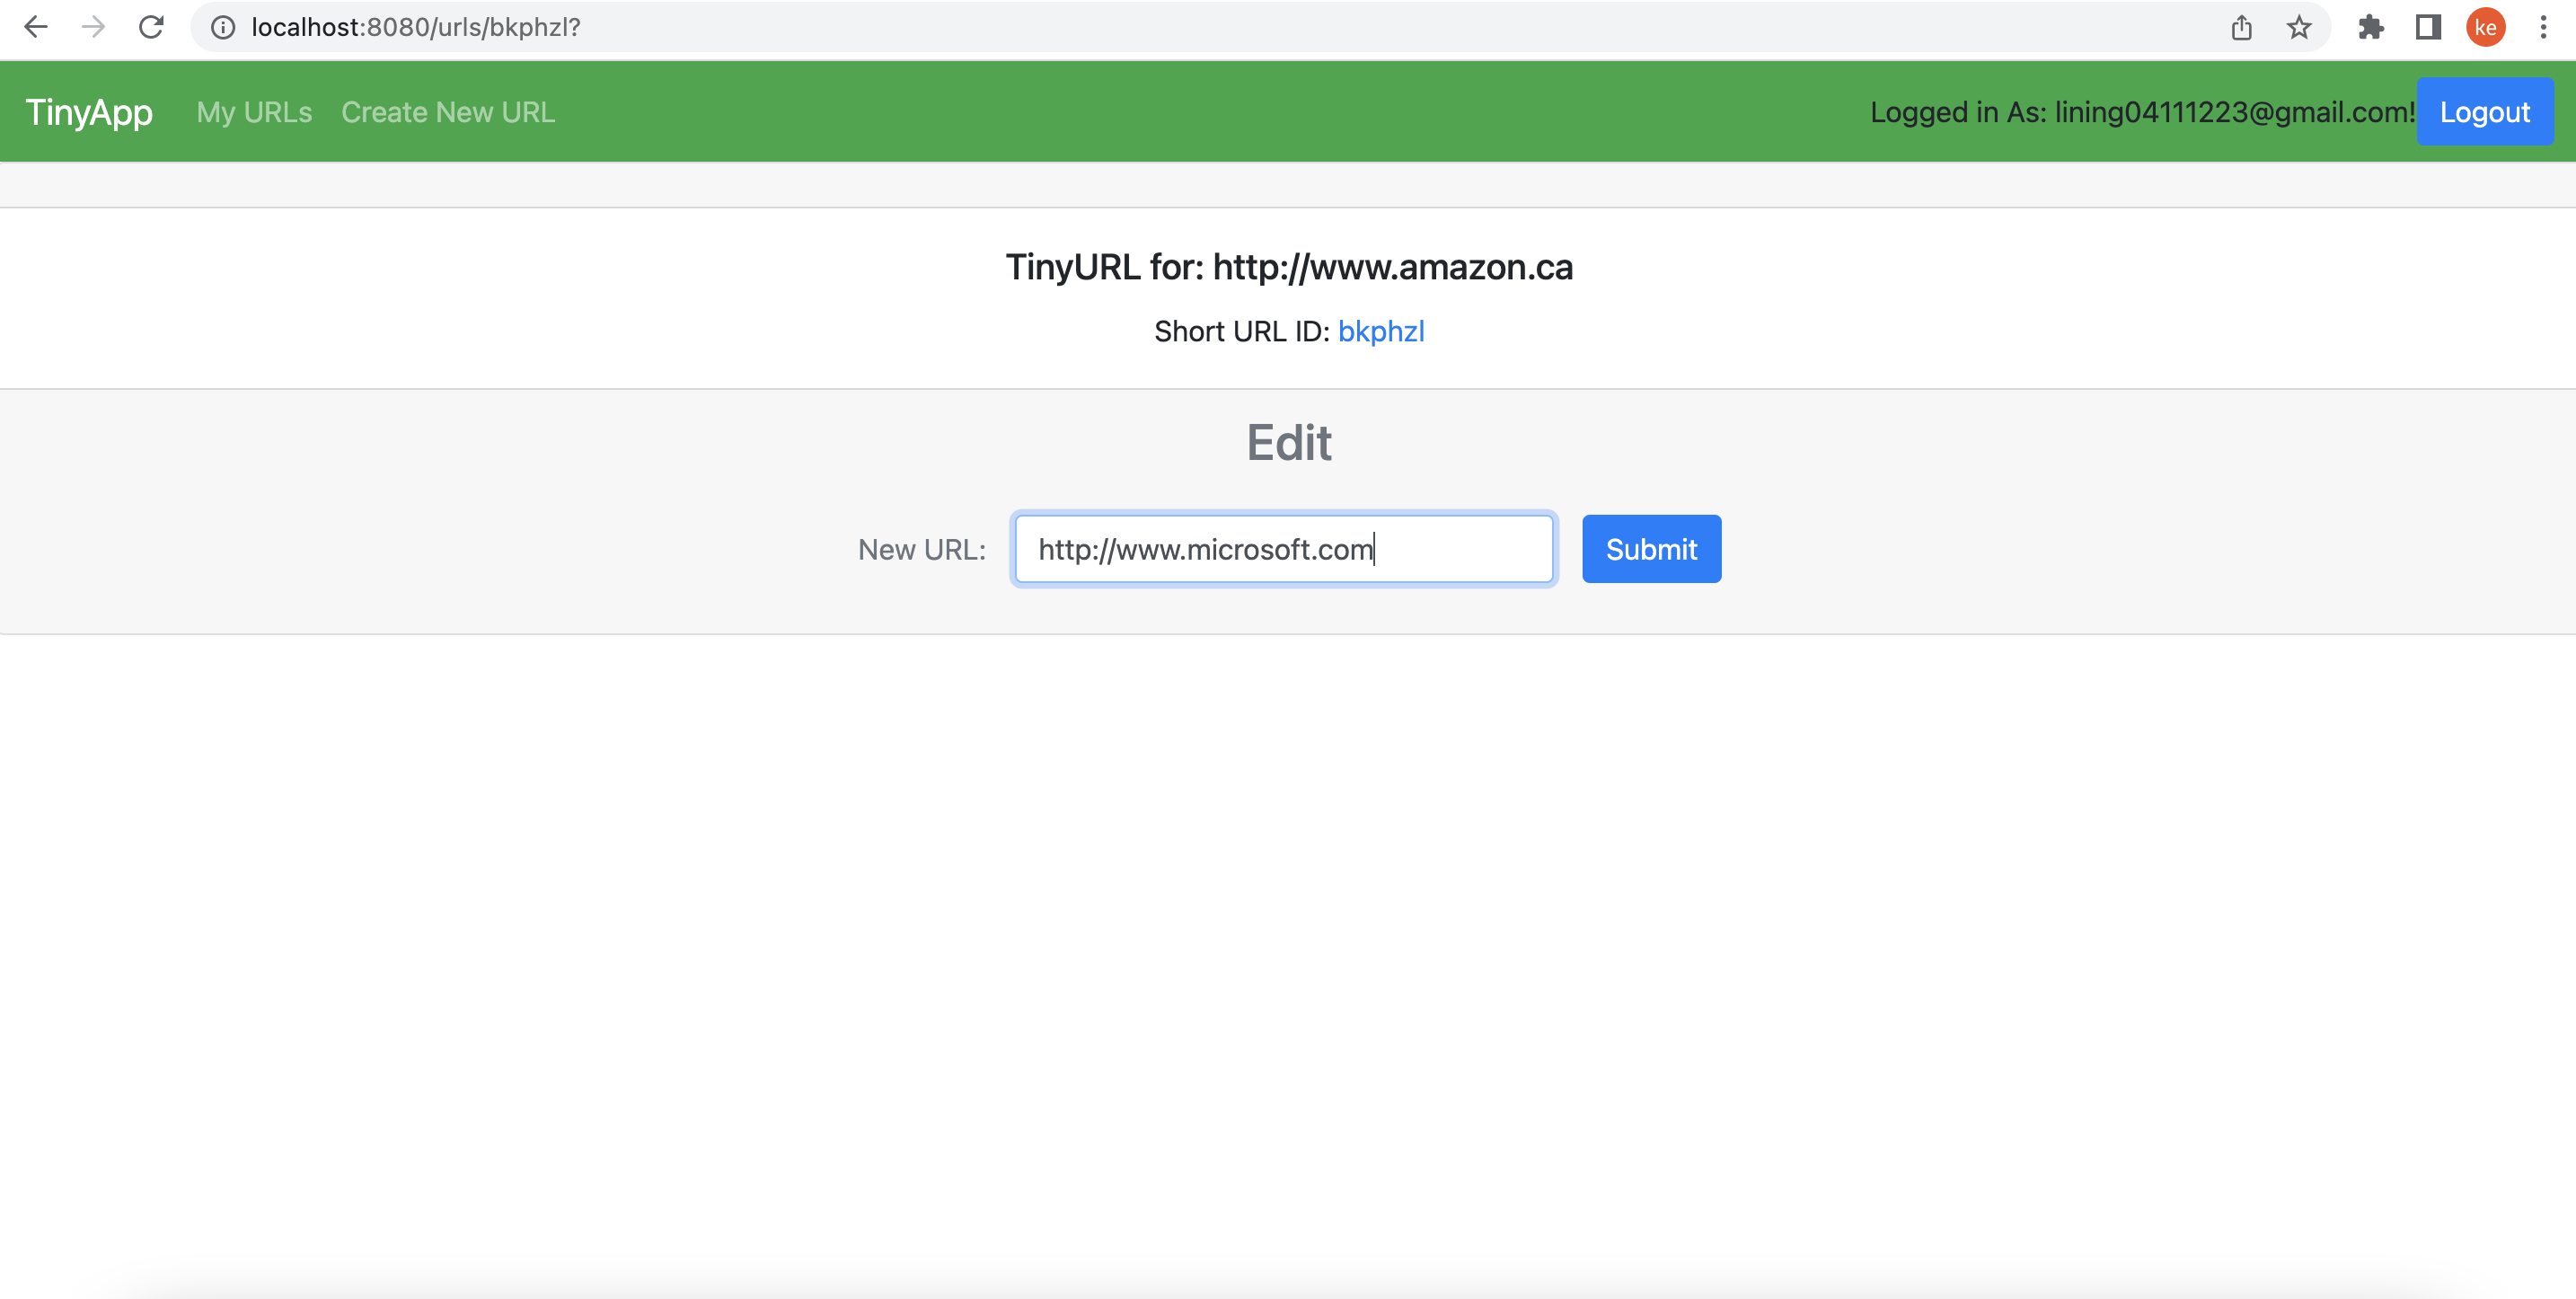 localhost:8080/urls/bkphzl?
ke
TinyApp My URLs Create New URL Logged in As: lining04111223@gmail.com! Logout
TinyURL for: http://www.amazon.ca
Short URL ID: bkphzl
Edit
New URL: http://www.microsoft.com Submit